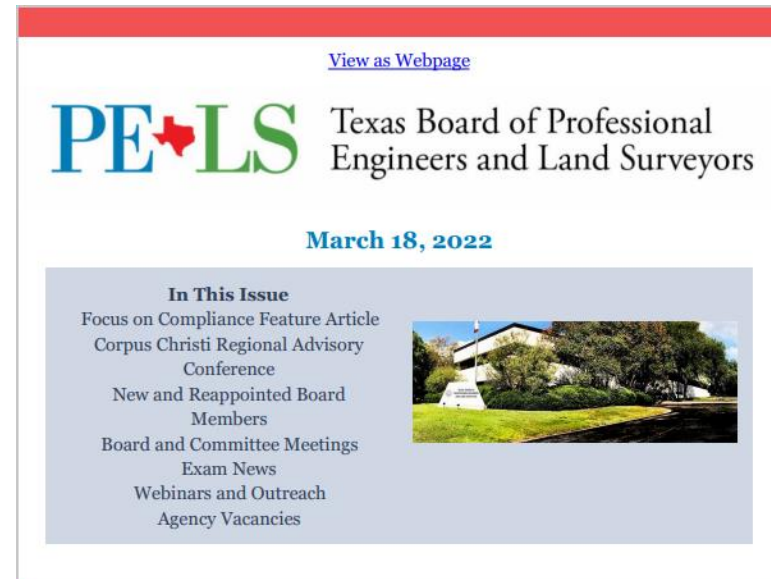 View as Webpage
PE LS
Texas Board of Professional
Engineers and Land Surveyors
March 18, 2022
In This Issue
Focus on Compliance Feature Article
Corpus Christi Regional Advisory
Conference
New and Reappointed Board
Members
Board and Committee Meetings
Exam News
Webinars and Outreach
Agency Vacancies